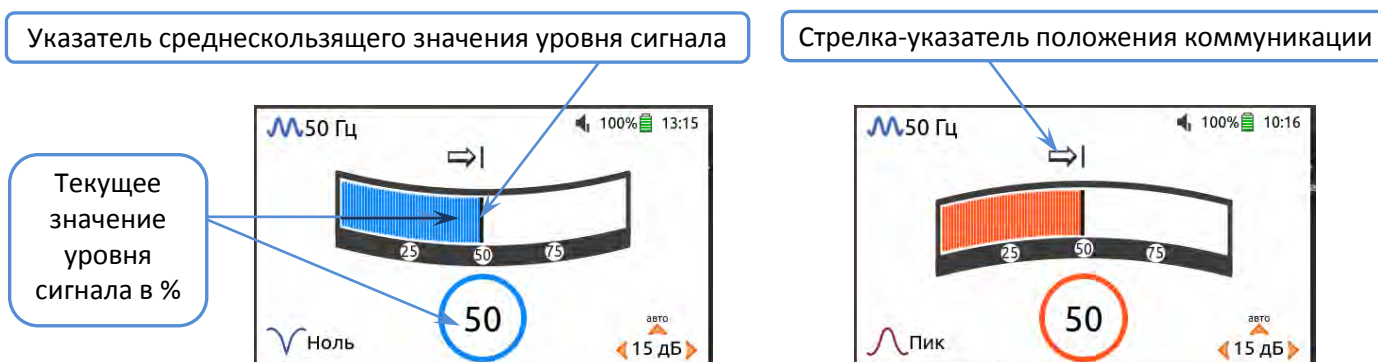 Указатель среднескользящего значения уровня сигнала
Стрелка-указатель положения коммуникации
Текущее
значение
уровня
сигнала в %
50 Гц
100% 13:15
25 50 75
50
Ноль
авто
15 дБ
50 Гц
100% 10:16
25 50 75
50
Пик
авто
15 дБ